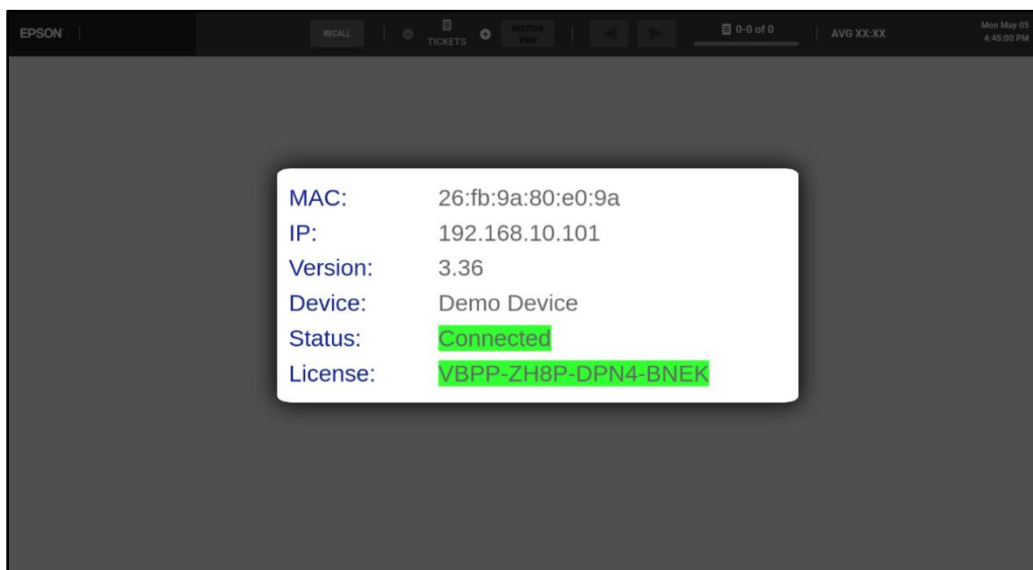 EPSON
RECALL
TICKETS
RESTORE
VIEW
0-0 of 0
AVG XX:XX
Mon May 05
4:45:00 PM
MAC: 26:fb:9a:80:e0:9a
IP: 192.168.10.101
Version: 3.36
Device: Demo Device
Status: Connected
License: VBPP-ZH8P-DPN4-BNEK